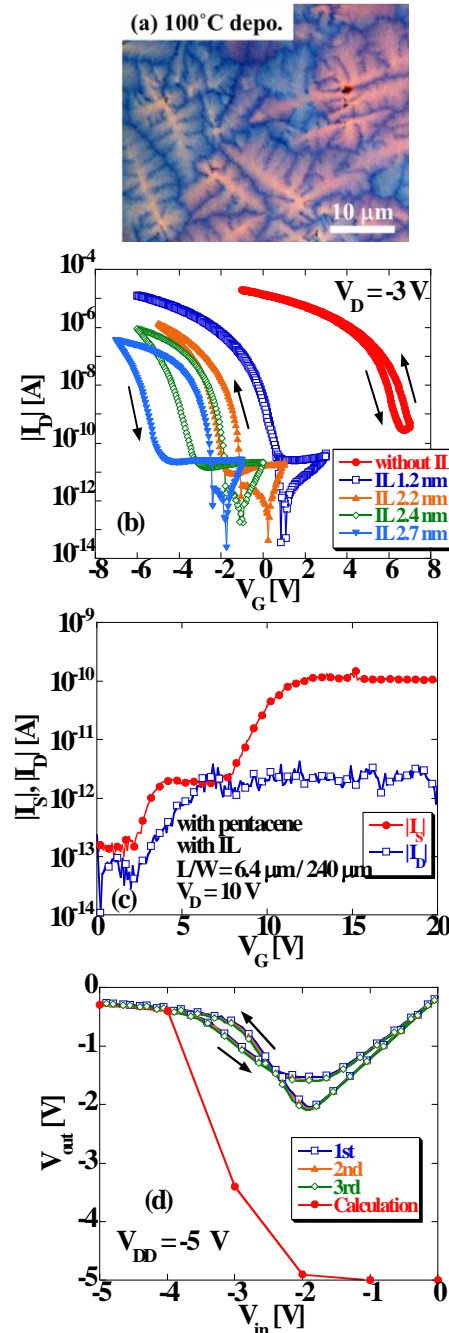 (a) 100°C depo.
10 μm
10⁻⁴
10⁻⁶
10⁻⁸
10⁻¹⁰
10⁻¹²
10⁻¹⁴
|I_D| [A]
V_D = -3 V
without IL
IL 1.2 nm
IL 2.2 nm
IL 2.4 nm
IL 2.7 nm
(b)
-8 -6 -4 -2 0 2 4 6 8
V_G [V]
10⁻⁹
10⁻¹⁰
10⁻¹¹
10⁻¹²
10⁻¹³
10⁻¹⁴
|I_S|, |I_D| [A]
with pentacene
with IL
L/W = 6.4 μm / 240 μm
V_D = 10 V
|I_S|
|I_D|
(c)
0 5 10 15 20
V_G [V]
0
-1
-2
-3
-4
-5
V_out [V]
1st
2nd
3rd
Calculation
(d)
V_DD = -5 V
-5 -4 -3 -2 -1 0
V_in [V]